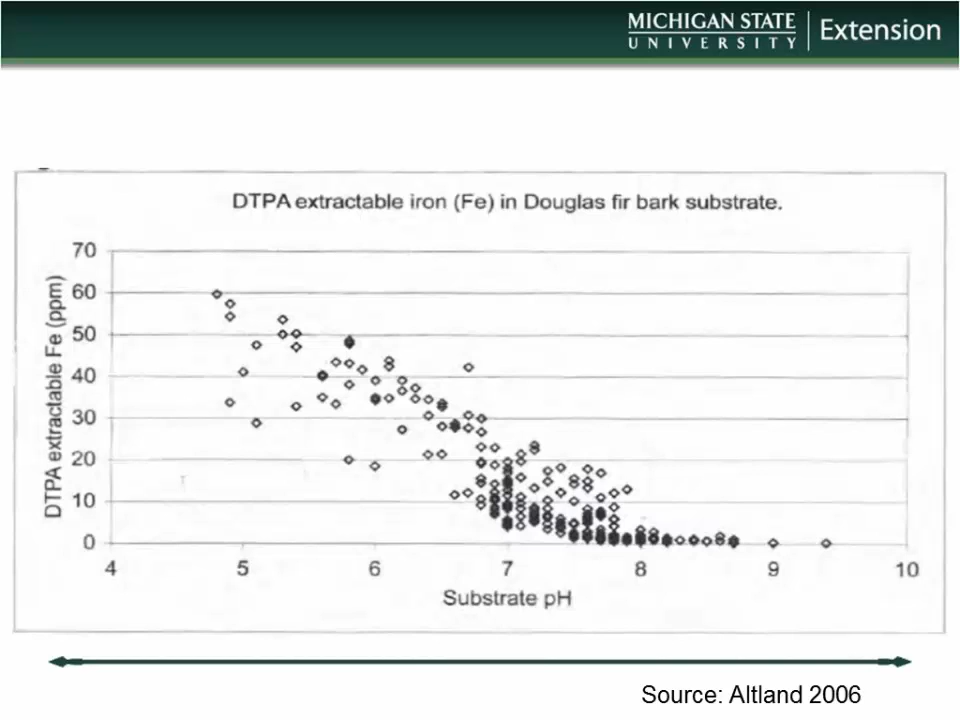 MICHIGAN STATE
UNIVERSITY
Extension
DTPA extractable iron (Fe) in Douglas fir bark substrate.
DTPA extractable Fe (ppm)
70
60
50
40
30
20
10
0
4 5 6 7 8 9 10
Substrate pH
Source: Altland 2006